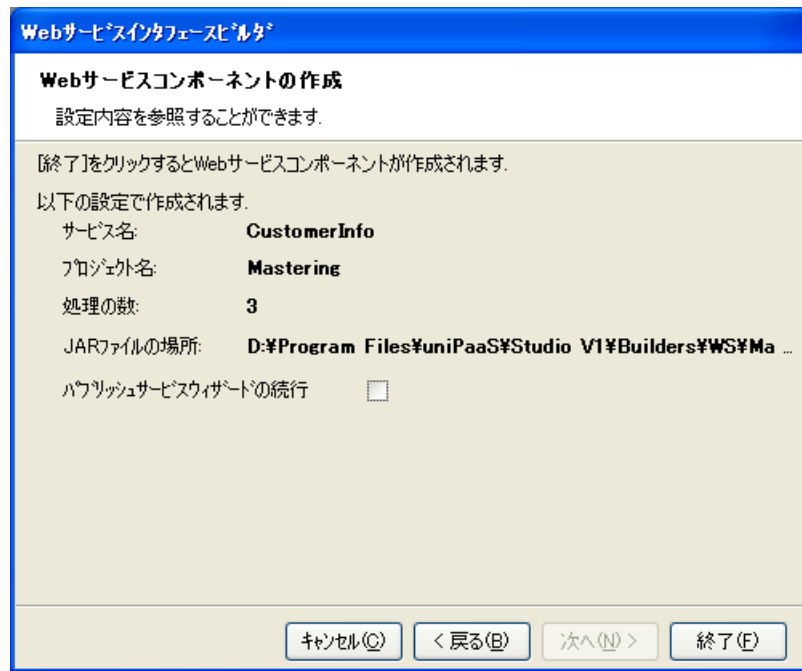 Webｻｰﾋﾞｽｲﾝﾀﾌｪｰｽﾋﾞﾙﾀﾞ
Webサービスコンポーネントの作成
設定内容を参照することができます.
[終了]をクリックするとWebサービスコンポーネントが作成されます.
以下の設定で作成されます.
ｻｰﾋﾞｽ名: CustomerInfo
ﾌﾟﾛｼﾞｪｸﾄ名: Mastering
処理の数: 3
JARﾌｧｲﾙの場所: D:¥Program Files¥uniPaaS¥Studio V1¥Builders¥WS¥Ma ...
ﾊﾟﾌﾞﾘｯｼｭｻｰﾋﾞｽｳｨｻﾞｰﾄﾞの続行
ｷｬﾝｾﾙ(C) < 戻る(B) 次へ(N) > 終了(F)